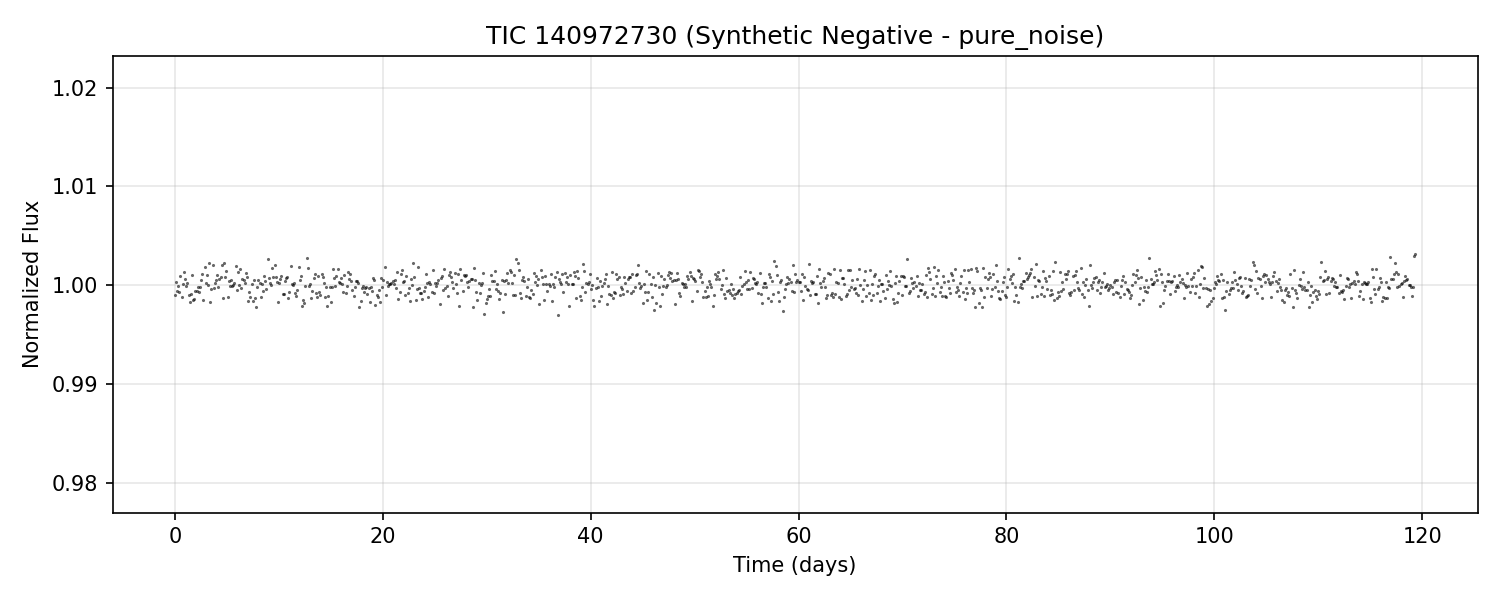 TIC 140972730 (Synthetic Negative - pure_noise)
1.02
1.01
1.00
0.99
0.98
Normalized Flux
0 20 40 60 80 100 120
Time (days)